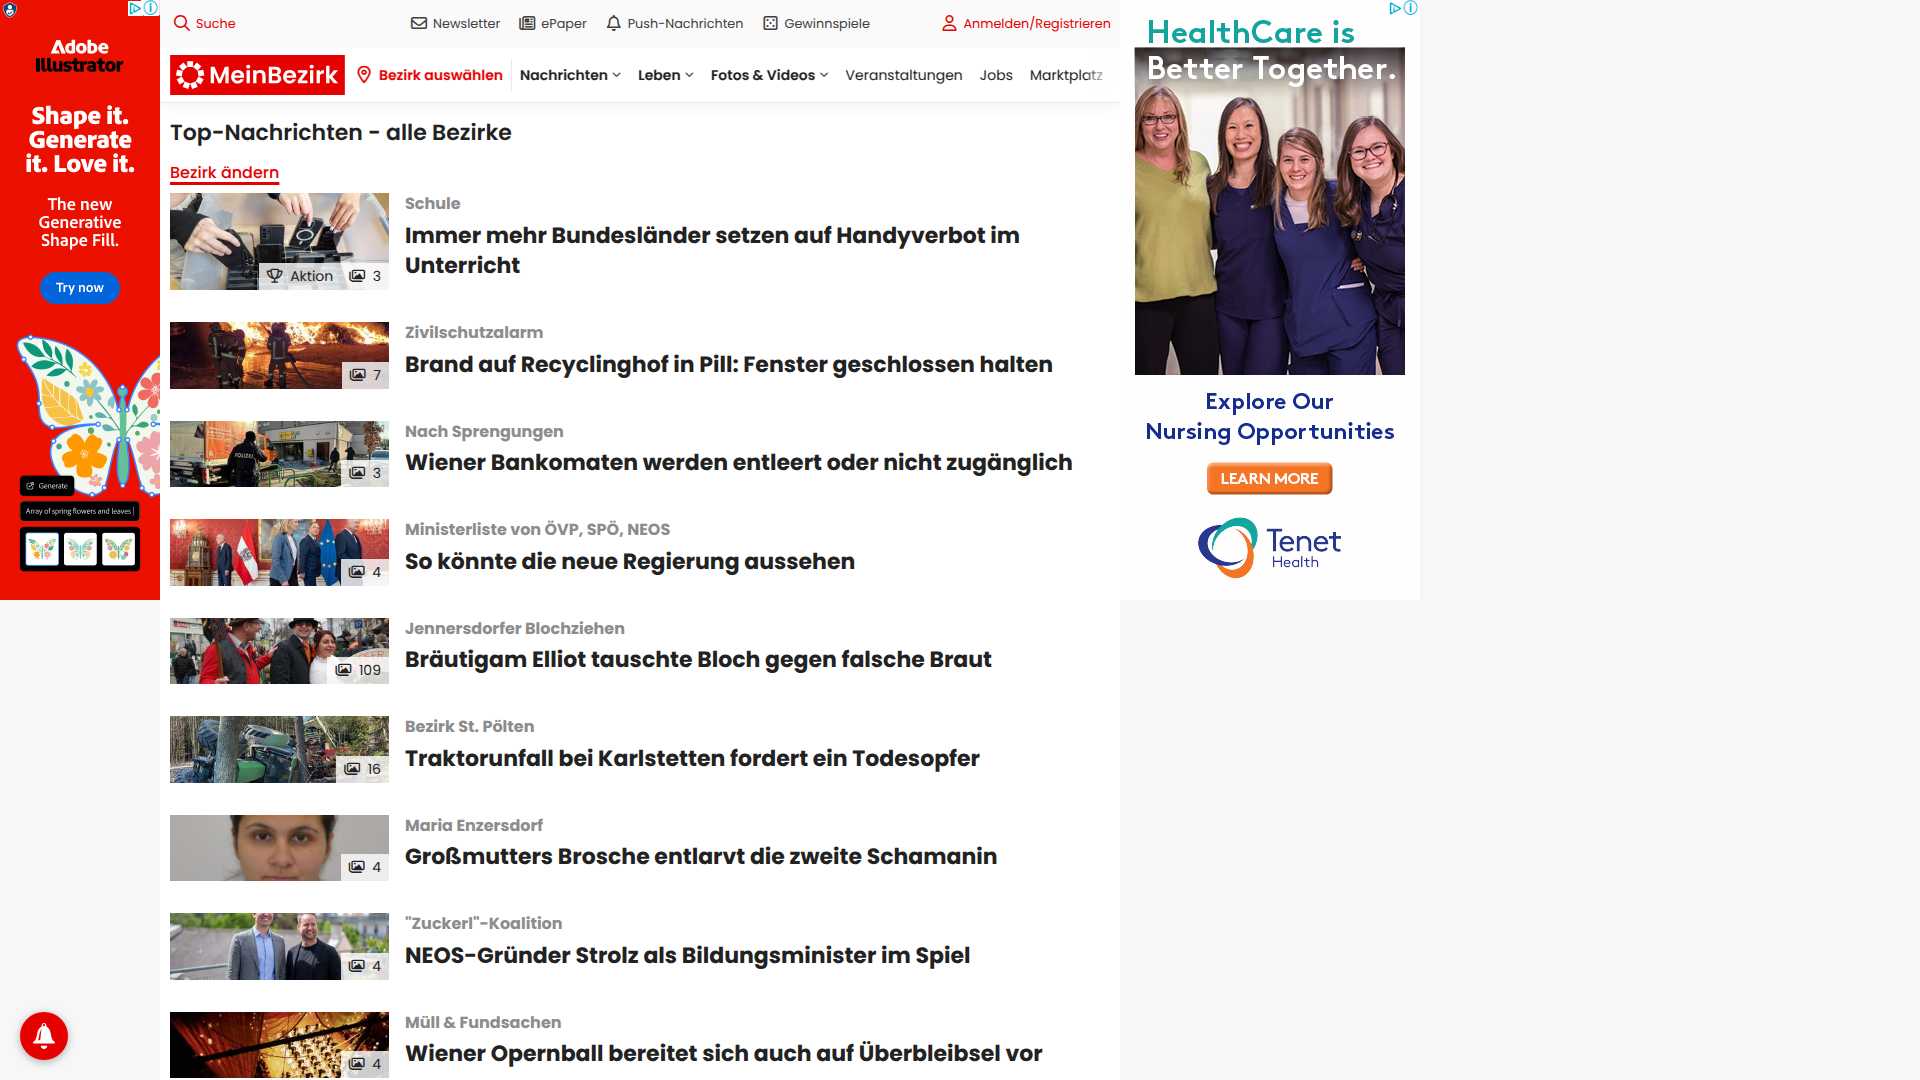 Adobe
Illustrator
Shape it.
Generate
it. Love it.
The new
Generative
Shape Fill.
Try now
Generate
Array of spring flowers and leaves
Suche
Newsletter
ePaper
Push-Nachrichten
Gewinnspiele
Anmelden/Registrieren
MeinBezirk
Bezirk auswählen
Nachrichten
Leben
Fotos & Videos
Veranstaltungen
Jobs
Marktplatz
Top-Nachrichten - alle Bezirke
Bezirk ändern
Aktion 3
Schule
Immer mehr Bundesländer setzen auf Handyverbot im
Unterricht
7
Zivilschutzalarm
Brand auf Recyclinghof in Pill: Fenster geschlossen halten
POLIZEI
3
Nach Sprengungen
Wiener Bankomaten werden entleert oder nicht zugänglich
4
Ministerliste von ÖVP, SPÖ, NEOS
So könnte die neue Regierung aussehen
109
Jennersdorfer Blochziehen
Bräutigam Elliot tauschte Bloch gegen falsche Braut
16
Bezirk St. Pölten
Traktorunfall bei Karlstetten fordert ein Todesopfer
4
Maria Enzersdorf
Großmutters Brosche entlarvt die zweite Schamanin
4
"Zuckerl"-Koalition
NEOS-Gründer Strolz als Bildungsminister im Spiel
4
Müll & Fundsachen
Wiener Opernball bereitet sich auch auf Überbleibsel vor
HealthCare is
Better Together.
Explore Our
Nursing Opportunities
LEARN MORE
Tenet
Health